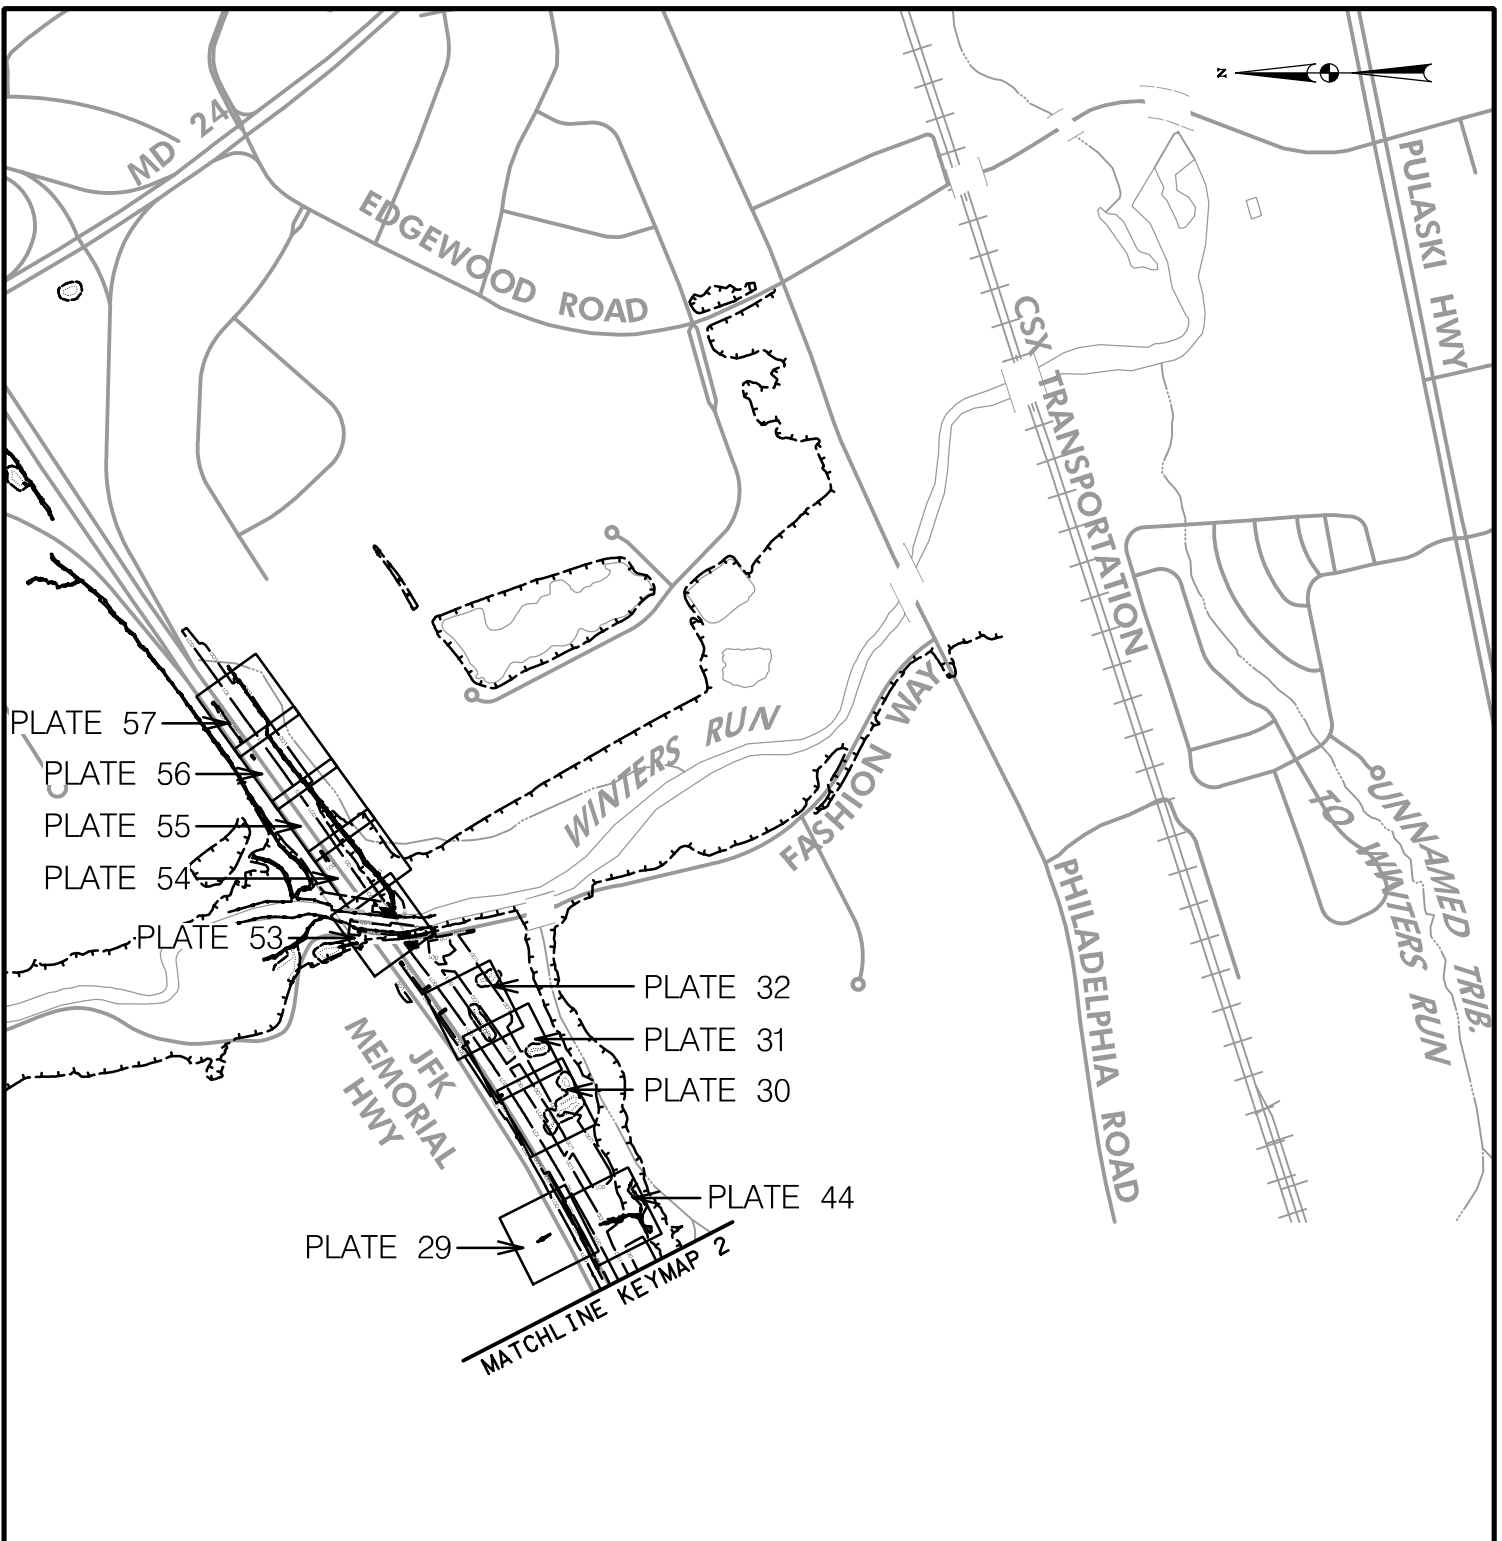 N
MD 24
EDGEWOOD ROAD
PULASKI HWY
CSX TRANSPORTATION
PLATE 57
PLATE 56
PLATE 55
PLATE 54
PLATE 53
WINTERS RUN
FASHION WAY
UNNAMED TRIB.
TO WINTERS RUN
PHILADELPHIA ROAD
PLATE 32
PLATE 31
PLATE 30
JFK
MEMORIAL
HWY
PLATE 44
PLATE 29
MATCHLINE KEYMAP 2